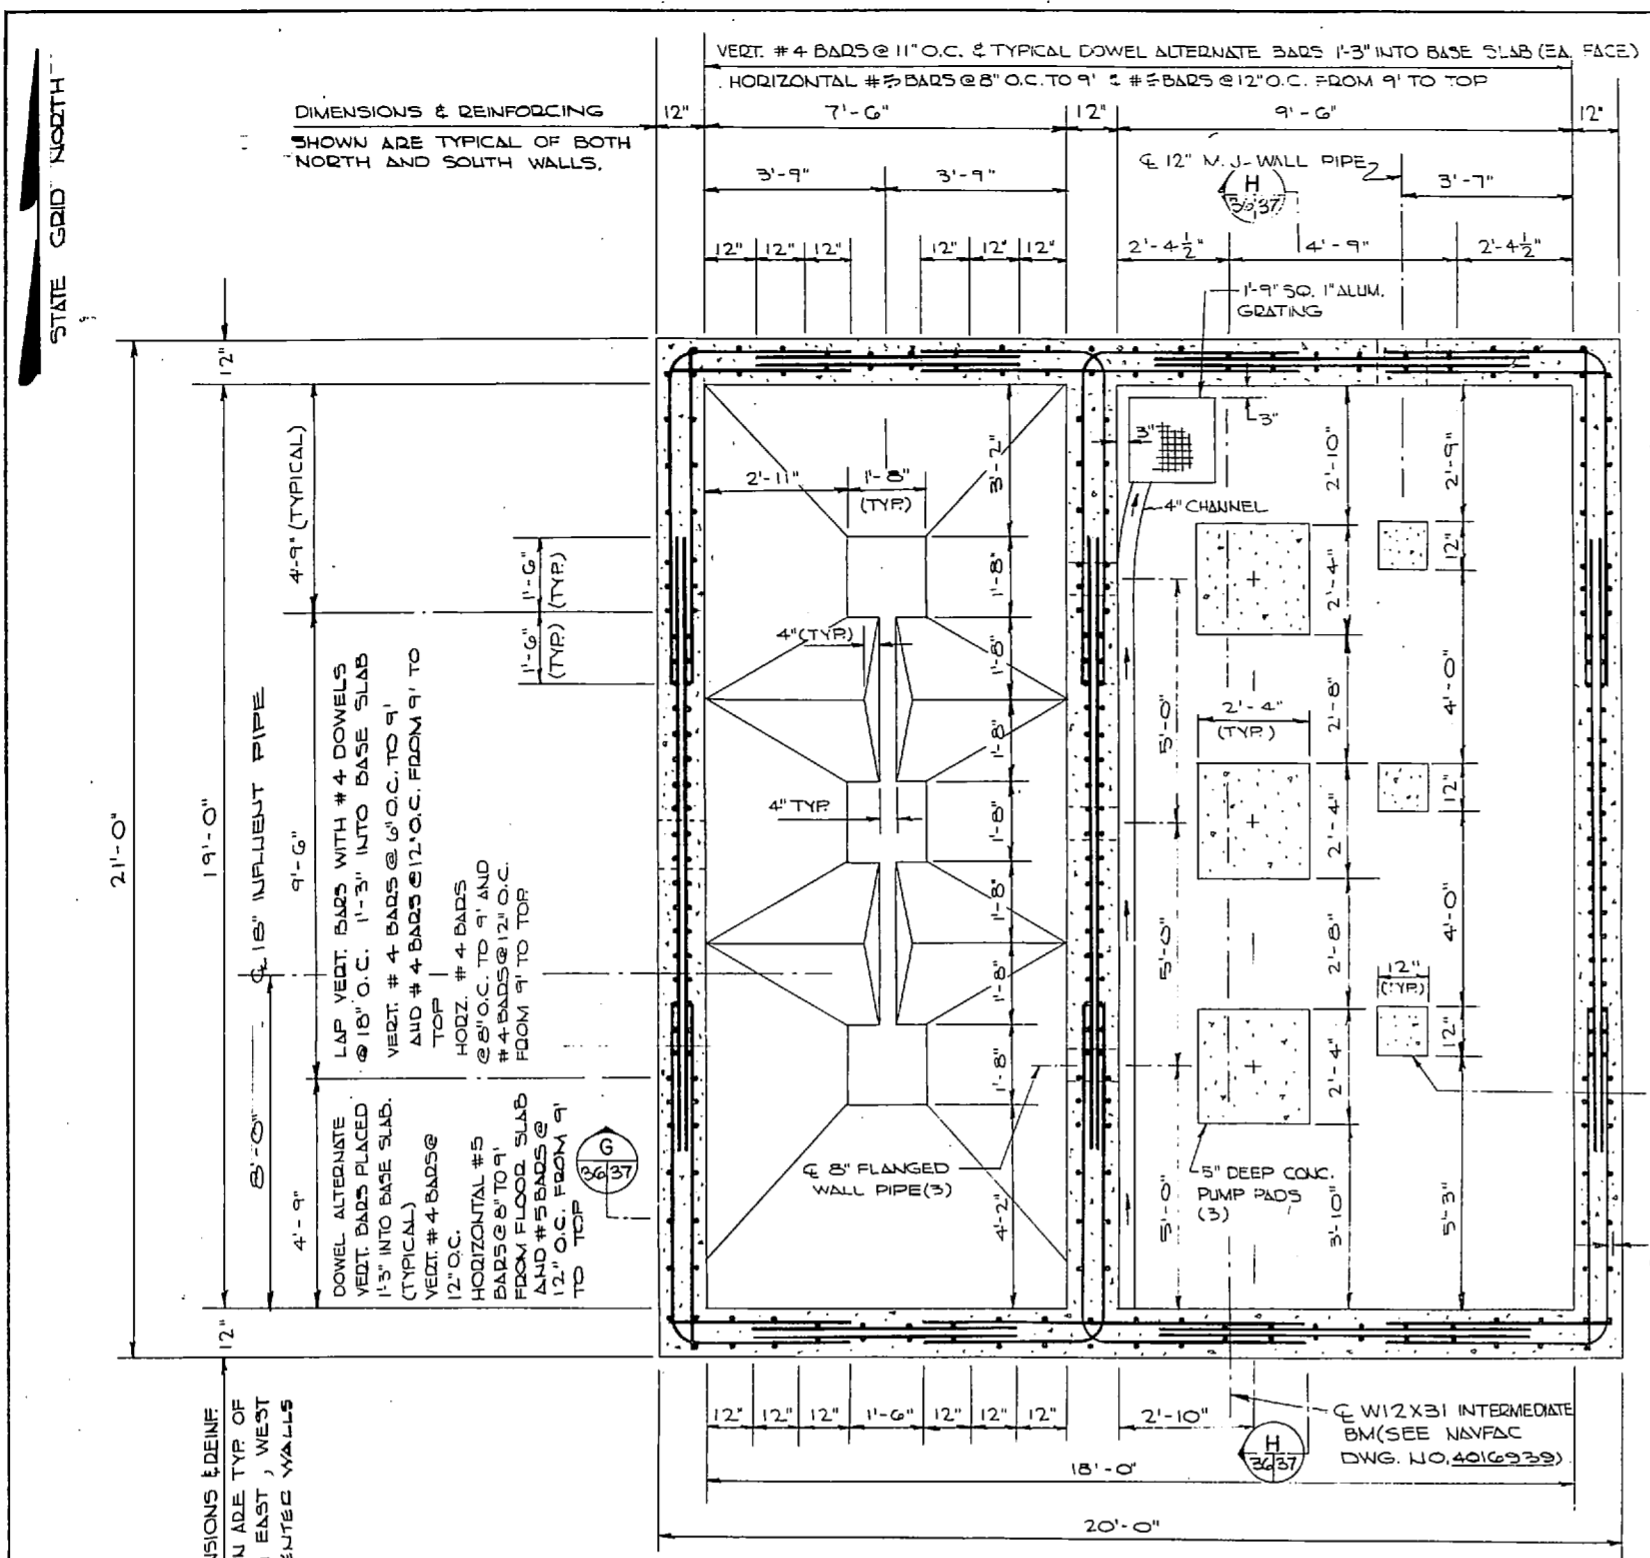 STATE GRID NORTH
VERT. #4 BARS @ 11" O.C. & TYPICAL DOWEL ALTERNATE BARS 1'-3" INTO BASE SLAB (EA. FACE)
HORIZONTAL #5 BARS @ 8" O.C. TO 9' & #5 BARS @ 12" O.C. FROM 9' TO TOP
DIMENSIONS & REINFORCING
SHOWN ARE TYPICAL OF BOTH
NORTH AND SOUTH WALLS.
12" 7'-6" 12" 9'-6" 12"
3'-9" 3'-9"
℄ 12" M.J. WALL PIPE
H
36 37
3'-7"
12" 12" 12" 12" 12" 12"
2'-4½" 4'-9" 2'-4½"
1'-9" SQ. 1" ALUM.
GRATING
12"
21'-0"
19'-0"
4'-9" (TYPICAL)
9'-6"
4'-9"
8'-0"
12"
℄ 18" INFLUENT PIPE
LAP VERT. BARS WITH #4 DOWELS
@ 18" O.C. 1'-3" INTO BASE SLAB
VERT. #4 BARS @ 6" O.C. TO 9'
AND #4 BARS @ 12" O.C. FROM 9' TO
TOP
HORZ. #4 BARS
@ 8" O.C. TO 9' AND
#4 BARS @ 12" O.C.
FROM 9' TO TOP
DOWEL ALTERNATE
VERT. BARS PLACED
1'-3" INTO BASE SLAB.
(TYPICAL)
VERT. #4 BARS @
12" O.C.
HORIZONTAL #5
BARS @ 8" TO 9'
FROM FLOOR SLAB
AND #5 BARS @
12" O.C. FROM 9'
TO TOP
1'-6"
(TYP.)
1'-6"
(TYP.)
G
36 37
2'-11" 1'-8"
(TYP.)
3'-2"
1'-8"
4" (TYP.)
1'-8"
1'-8"
4" TYP.
1'-8"
1'-8"
1'-8"
1'-8"
4'-2"
℄ 8" FLANGED
WALL PIPE (3)
3"
3"
4" CHANNEL
2'-10" 2'-9"
2'-4" 12"
2'-4"
(TYP.)
5'-0" 2'-8" 4'-0"
2'-4" 12"
5'-0" 2'-8" 4'-0"
12"
(TYP.)
2'-4" 12"
5'-0" 3'-10" 5'-3"
5" DEEP CONC.
PUMP PADS
(3)
12" 12" 12" 1'-6" 12" 12" 12"
2'-10"
℄ W12X31 INTERMEDIATE
BM (SEE NAVFAC
DWG. NO. 4016939)
H
36 37
18'-0"
20'-0"
NSIONS & REINF.
N ARE TYP. OF
EAST, WEST
ENTER WALLS